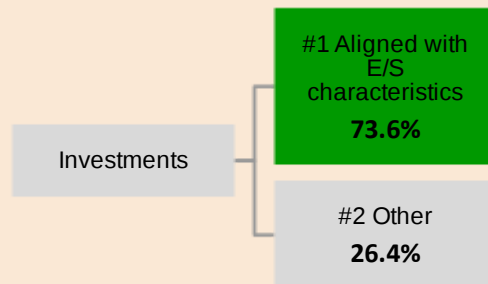 #1 Aligned with
E/S
characteristics
73.6%
Investments
#2 Other
26.4%